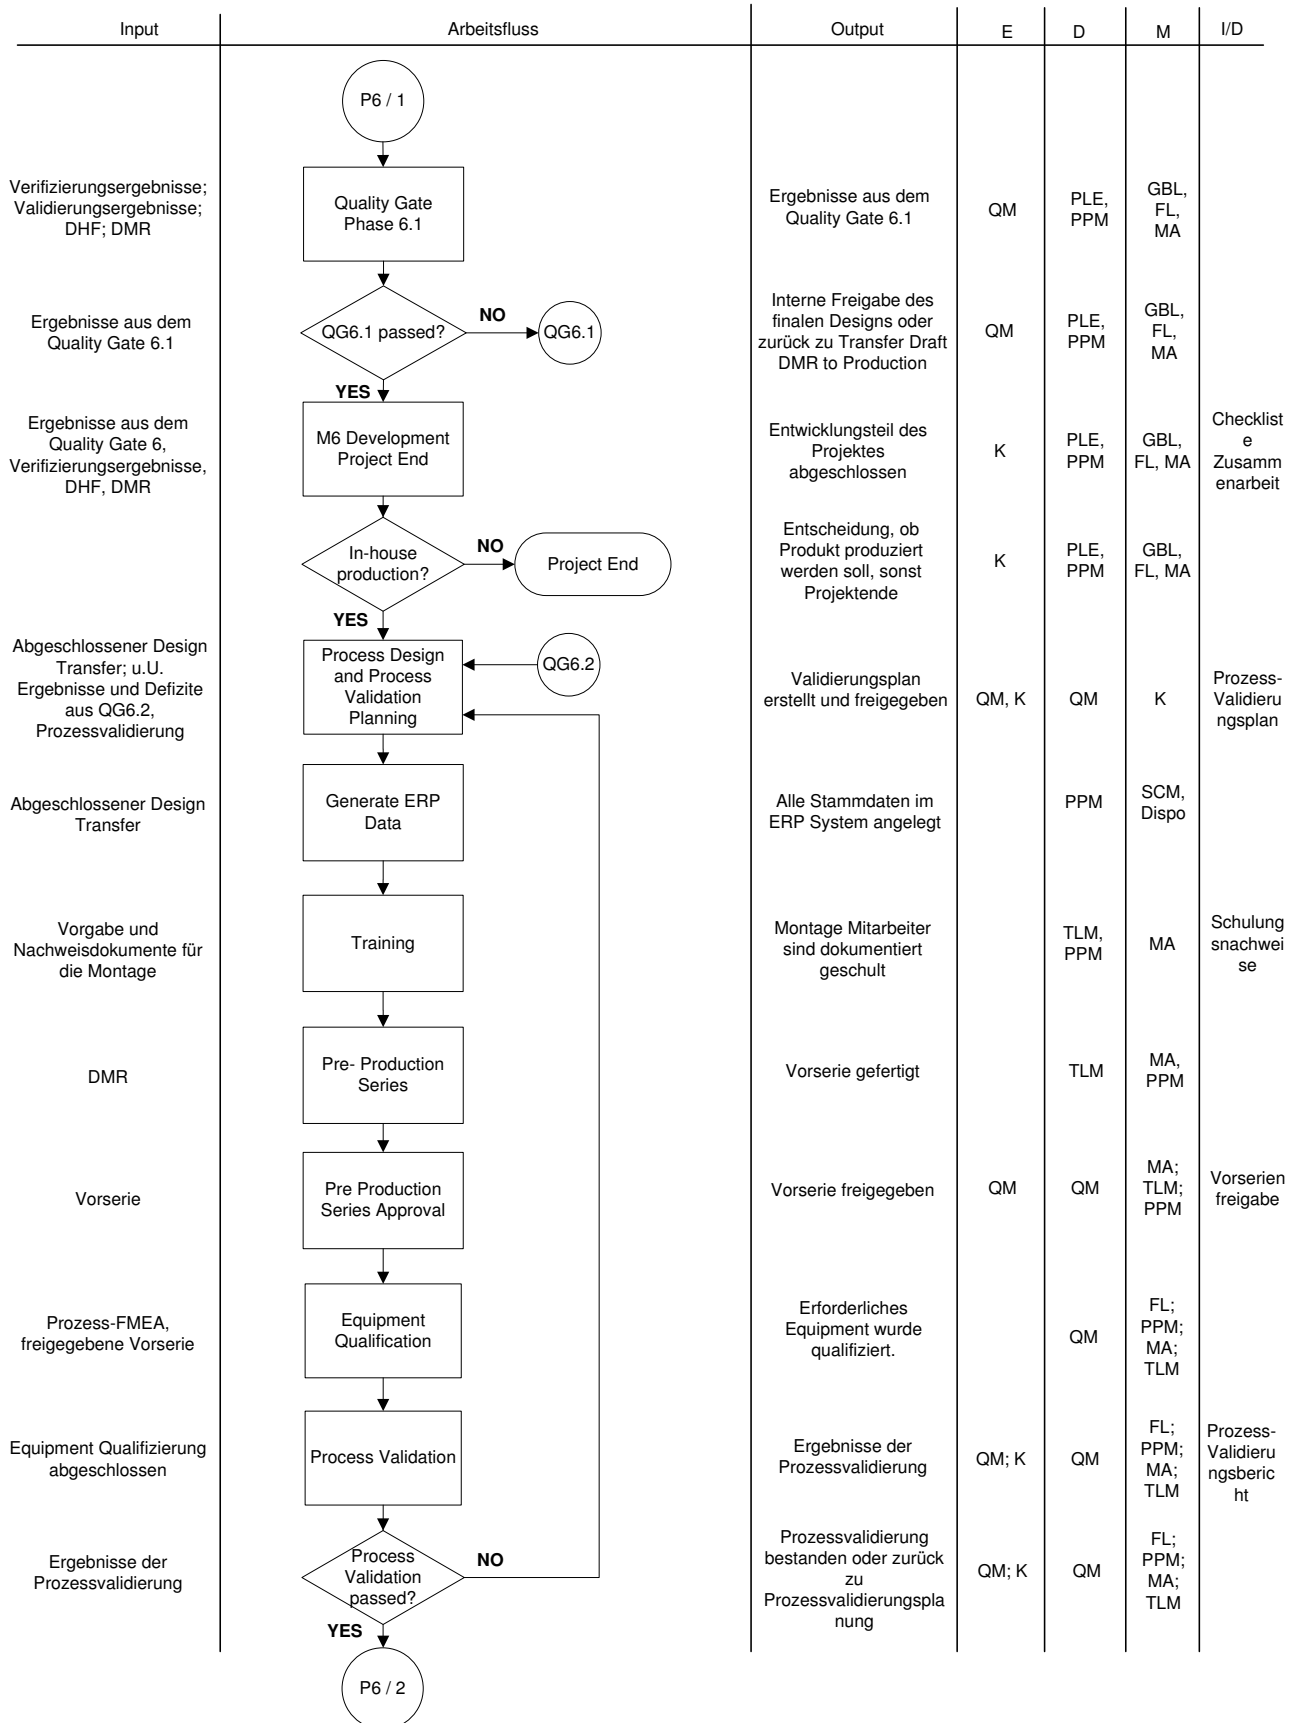 Input
Arbeitsfluss
Output
E
D
M
I/D
P6 / 1
Verifizierungsergebnisse;
Validierungsergebnisse;
DHF; DMR
Quality Gate
Phase 6.1
Ergebnisse aus dem
Quality Gate 6.1
QM
PLE,
PPM
GBL,
FL,
MA
Ergebnisse aus dem
Quality Gate 6.1
QG6.1 passed?
NO
QG6.1
YES
Interne Freigabe des
finalen Designs oder
zurück zu Transfer Draft
DMR to Production
QM
PLE,
PPM
GBL,
FL,
MA
Ergebnisse aus dem
Quality Gate 6,
Verifizierungsergebnisse,
DHF, DMR
M6 Development
Project End
Entwicklungsteil des
Projektes
abgeschlossen
K
PLE,
PPM
GBL,
FL, MA
Checklist
e
Zusamm
enarbeit
In-house
production?
NO
Project End
YES
Entscheidung, ob
Produkt produziert
werden soll, sonst
Projektende
K
PLE,
PPM
GBL,
FL, MA
Abgeschlossener Design
Transfer; u.U.
Ergebnisse und Defizite
aus QG6.2,
Prozessvalidierung
Process Design
and Process
Validation
Planning
QG6.2
Validierungsplan
erstellt und freigegeben
QM, K
QM
K
Prozess-
Validieru
ngsplan
Abgeschlossener Design
Transfer
Generate ERP
Data
Alle Stammdaten im
ERP System angelegt
PPM
SCM,
Dispo
Vorgabe und
Nachweisdokumente für
die Montage
Training
Montage Mitarbeiter
sind dokumentiert
geschult
TLM,
PPM
MA
Schulung
snachwei
se
DMR
Pre- Production
Series
Vorserie gefertigt
TLM
MA,
PPM
Vorserie
Pre Production
Series Approval
Vorserie freigegeben
QM
QM
MA;
TLM;
PPM
Vorserien
freigabe
Prozess-FMEA,
freigegebene Vorserie
Equipment
Qualification
Erforderliches
Equipment wurde
qualifiziert.
QM
FL;
PPM;
MA;
TLM
Equipment Qualifizierung
abgeschlossen
Process Validation
Ergebnisse der
Prozessvalidierung
QM; K
QM
FL;
PPM;
MA;
TLM
Prozess-
Validieru
ngsberic
ht
Ergebnisse der
Prozessvalidierung
Process
Validation
passed?
NO
YES
Prozessvalidierung
bestanden oder zurück
zu
Prozessvalidierungspla
nung
QM; K
QM
FL;
PPM;
MA;
TLM
P6 / 2